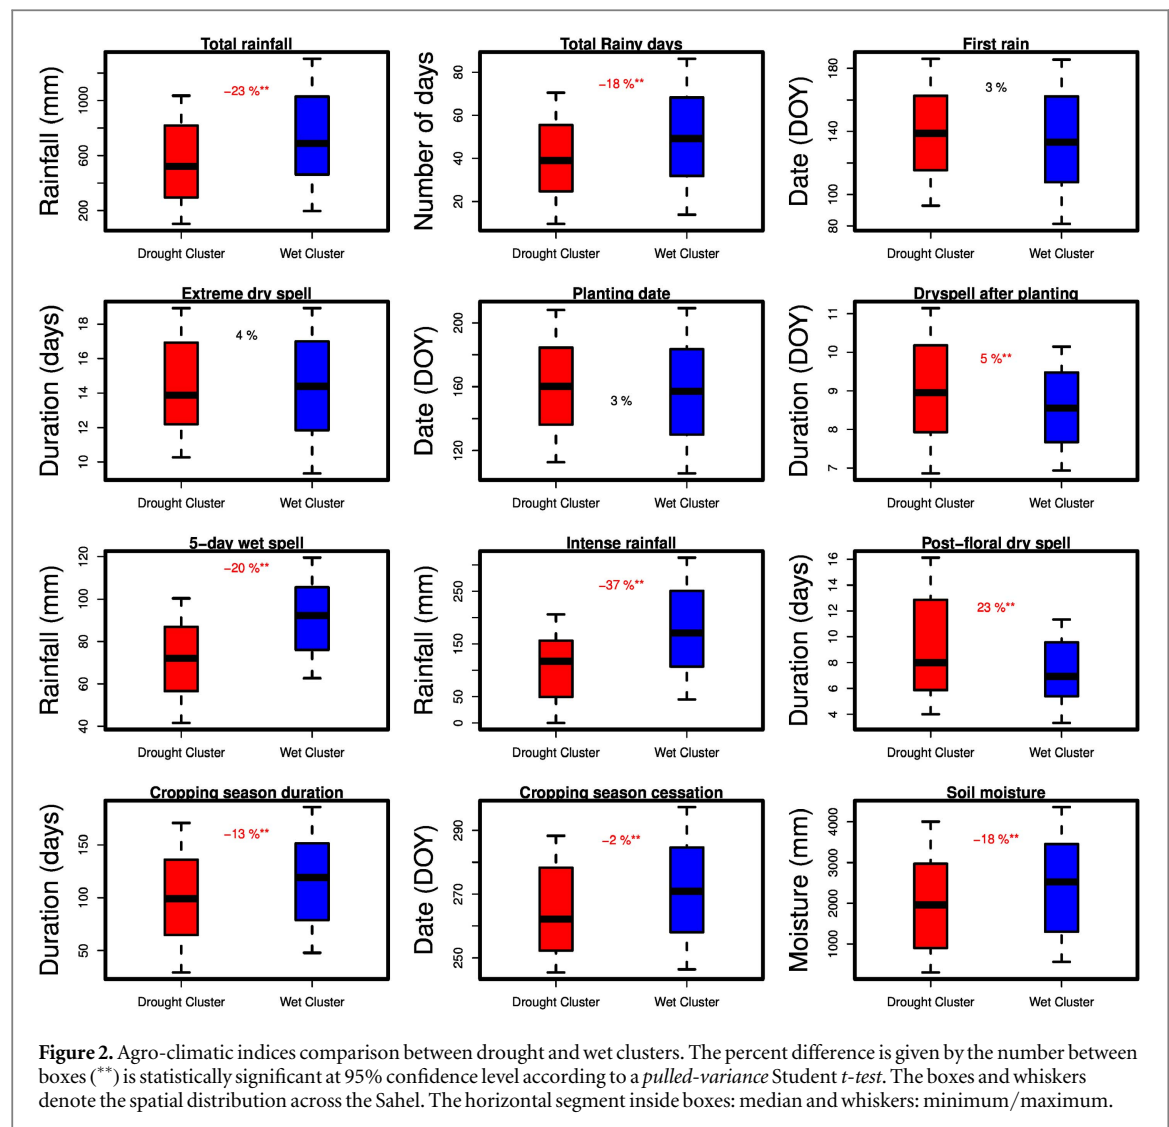 Total rainfall
Total Rainy days
First rain
Rainfall (mm)
200
600
1000
−23 %**
Drought Cluster
Wet Cluster
Number of days
20
40
60
80
−18 %**
Drought Cluster
Wet Cluster
Date (DOY)
80
100
140
180
3 %
Drought Cluster
Wet Cluster
Extreme dry spell
Planting date
Dryspell after planting
Duration (days)
10
12
14
16
18
4 %
Drought Cluster
Wet Cluster
Date (DOY)
120
160
200
3 %
Drought Cluster
Wet Cluster
Duration (DOY)
7
8
9
10
11
5 %**
Drought Cluster
Wet Cluster
5−day wet spell
Intense rainfall
Post−floral dry spell
Rainfall (mm)
40
60
80
100
120
−20 %**
Drought Cluster
Wet Cluster
Rainfall (mm)
0
50
150
250
−37 %**
Drought Cluster
Wet Cluster
Duration (days)
4
6
8
10
12
14
16
23 %**
Drought Cluster
Wet Cluster
Cropping season duration
Cropping season cessation
Soil moisture
Duration (days)
50
100
150
−13 %**
Drought Cluster
Wet Cluster
Date (DOY)
250
270
290
−2 %**
Drought Cluster
Wet Cluster
Moisture (mm)
1000
2000
3000
4000
−18 %**
Drought Cluster
Wet Cluster
Figure 2. Agro-climatic indices comparison between drought and wet clusters. The percent difference is given by the number between
boxes (**) is statistically significant at 95% confidence level according to a pulled-variance Student t-test. The boxes and whiskers
denote the spatial distribution across the Sahel. The horizontal segment inside boxes: median and whiskers: minimum/maximum.